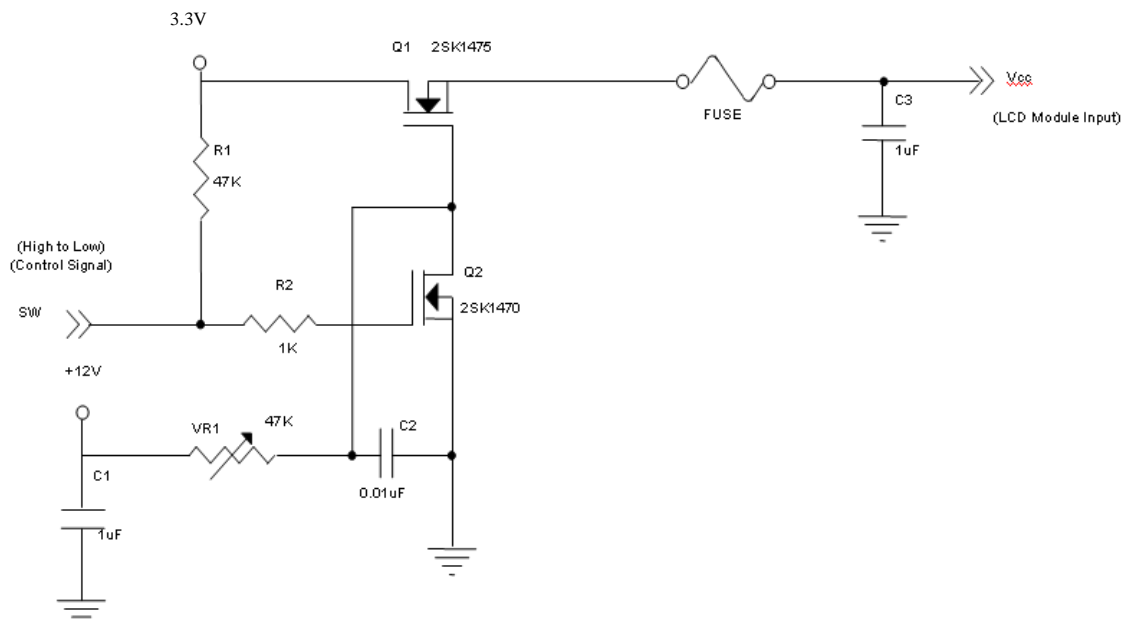 3.3V
Q1 2SK1475
Vcc
FUSE
C3
(LCD Module Input)
R1
47K
1uF
(High to Low)
(Control Signal)
Q2
R2
SW
2SK1470
1K
+12V
VR1
47K
C2
C1
0.01uF
1uF